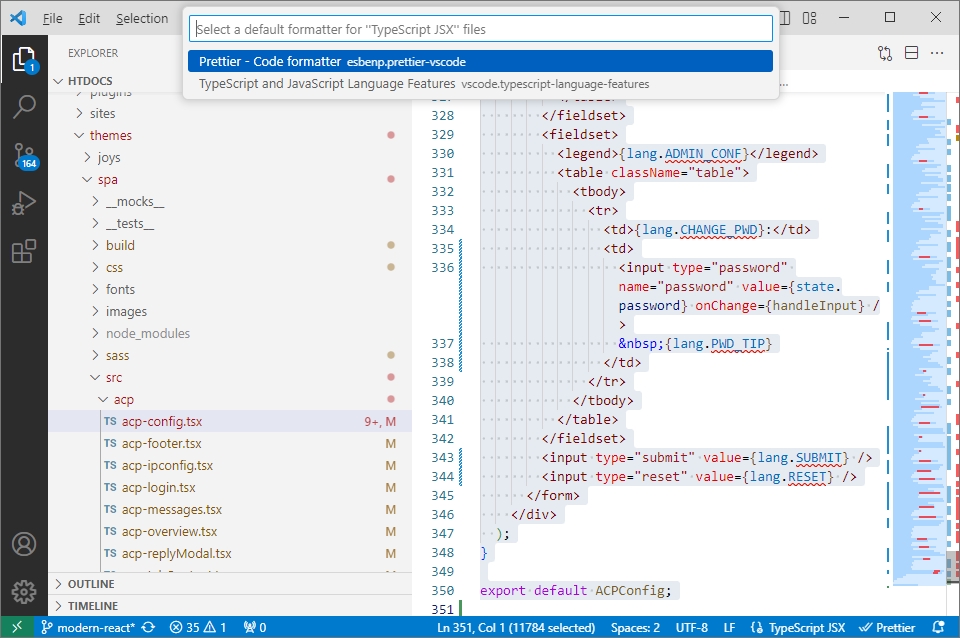 File Edit Selection
Select a default formatter for "TypeScript JSX" files
Prettier - Code formatter esbenp.prettier-vscode
TypeScript and JavaScript Language Features vscode.typescript-language-features
EXPLORER
HTDOCS
plugins
sites
themes
joys
spa
__mocks__
__tests__
build
css
fonts
images
node_modules
sass
src
acp
TS acp-config.tsx 9+, M
TS acp-footer.tsx M
TS acp-ipconfig.tsx M
TS acp-login.tsx M
TS acp-messages.tsx M
TS acp-overview.tsx M
TS acp-replyModal.tsx M
OUTLINE
TIMELINE
1
164
328 </fieldset>
329 <fieldset>
330 <legend>{lang.ADMIN_CONF}</legend>
331 <table className="table">
332 <tbody>
333 <tr>
334 <td>{lang.CHANGE_PWD}:</td>
335 <td>
336 <input type="password"
name="password" value={state.
password} onChange={handleInput} /
>
337 &nbsp;{lang.PWD_TIP}
338 </td>
339 </tr>
340 </tbody>
341 </table>
342 </fieldset>
343 <input type="submit" value={lang.SUBMIT} />
344 <input type="reset" value={lang.RESET} />
345 </form>
346 </div>
347 );
348 }
349
350 export default ACPConfig;
351
modern-react* 35 1 0 Ln 351, Col 1 (11784 selected) Spaces: 2 UTF-8 LF TypeScript JSX Prettier